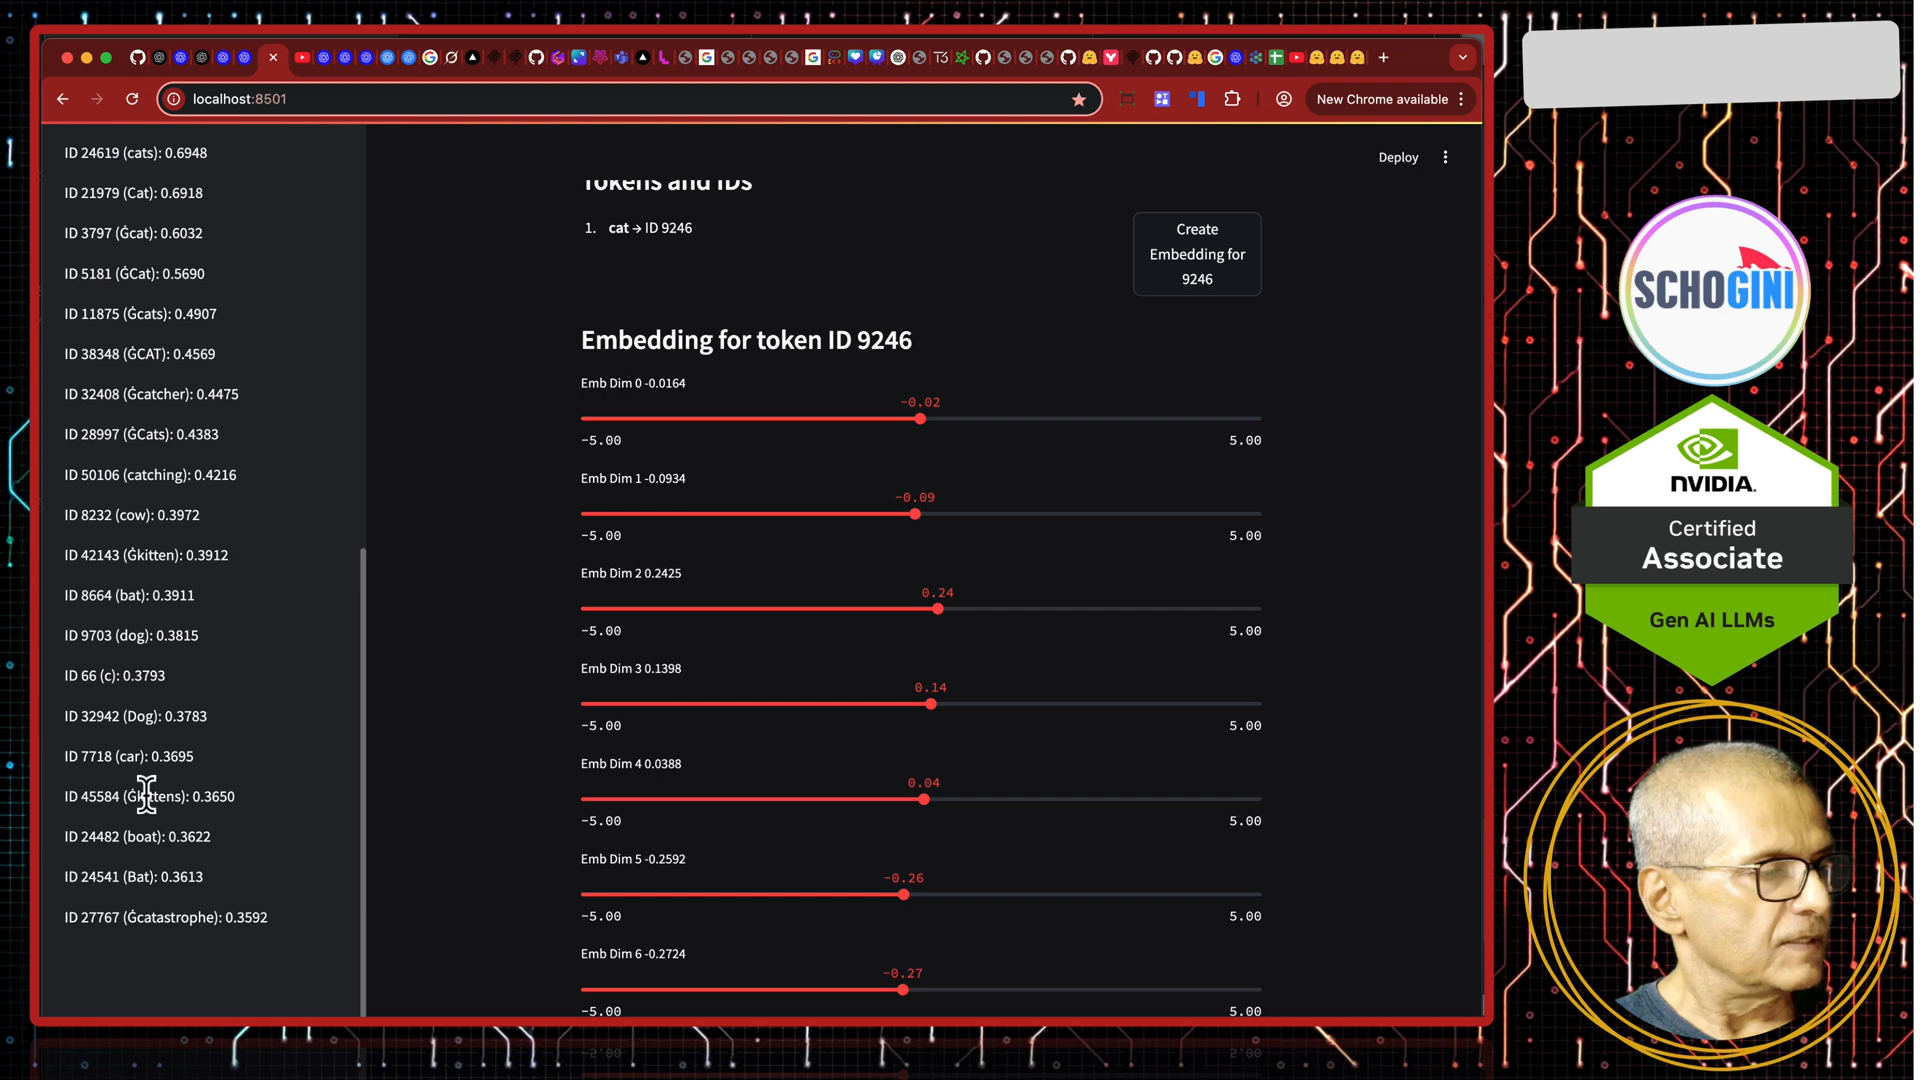 localhost:8501
New Chrome available
ID 24619 (cats): 0.6948
ID 21979 (Cat): 0.6918
ID 3797 (Ġcat): 0.6032
ID 5181 (ĠCat): 0.5690
ID 11875 (Ġcats): 0.4907
ID 38348 (ĠCAT): 0.4569
ID 32408 (Ġcatcher): 0.4475
ID 28997 (ĠCats): 0.4383
ID 50106 (catching): 0.4216
ID 8232 (cow): 0.3972
ID 42143 (Ġkitten): 0.3912
ID 8664 (bat): 0.3911
ID 9703 (dog): 0.3815
ID 66 (c): 0.3793
ID 32942 (Dog): 0.3783
ID 7718 (car): 0.3695
ID 45584 (Ġkittens): 0.3650
ID 24482 (boat): 0.3622
ID 24541 (Bat): 0.3613
ID 27767 (Ġcatastrophe): 0.3592
Deploy
Tokens and IDs
1. cat → ID 9246
Create
Embedding for
9246
Embedding for token ID 9246
Emb Dim 0 -0.0164
-0.02
-5.00 5.00
Emb Dim 1 -0.0934
-0.09
-5.00 5.00
Emb Dim 2 0.2425
0.24
-5.00 5.00
Emb Dim 3 0.1398
0.14
-5.00 5.00
Emb Dim 4 0.0388
0.04
-5.00 5.00
Emb Dim 5 -0.2592
-0.26
-5.00 5.00
Emb Dim 6 -0.2724
-0.27
-5.00 5.00
SCHOGINI
NVIDIA.
Certified
Associate
Gen AI LLMs